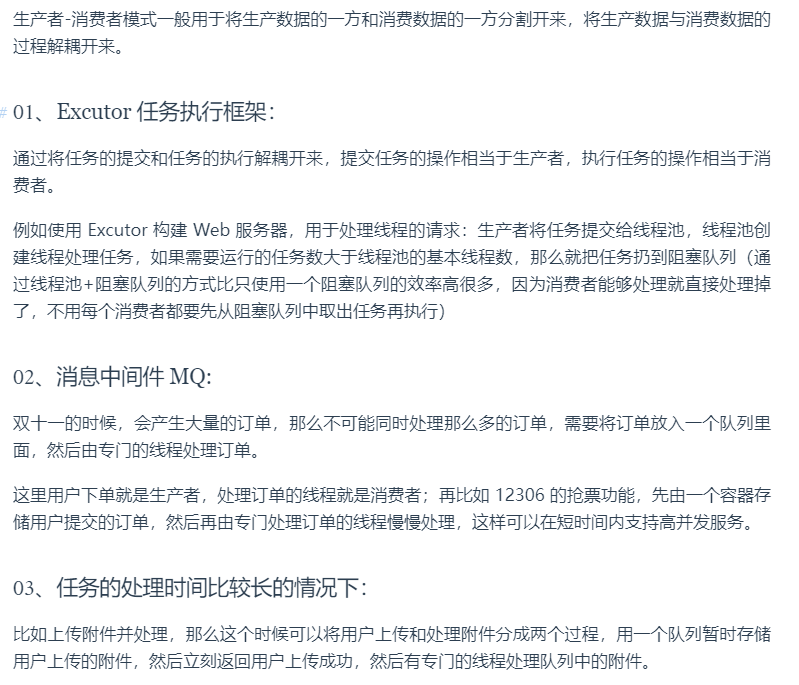 生产者-消费者模式一般用于将生产数据的一方和消费数据的一方分割开来，将生产数据与消费数据的
过程解耦开来。
# 01、Excutor 任务执行框架：
通过将任务的提交和任务的执行解耦开来，提交任务的操作相当于生产者，执行任务的操作相当于消
费者。
例如使用 Excutor 构建 Web 服务器，用于处理线程的请求：生产者将任务提交给线程池，线程池创
建线程处理任务，如果需要运行的任务数大于线程池的基本线程数，那么就把任务扔到阻塞队列（通
过线程池+阻塞队列的方式比只使用一个阻塞队列的效率高很多，因为消费者能够处理就直接处理掉
了，不用每个消费者都要先从阻塞队列中取出任务再执行）
02、消息中间件 MQ:
双十一的时候，会产生大量的订单，那么不可能同时处理那么多的订单，需要将订单放入一个队列里
面，然后由专门的线程处理订单。
这里用户下单就是生产者，处理订单的线程就是消费者；再比如 12306 的抢票功能，先由一个容器存
储用户提交的订单，然后再由专门处理订单的线程慢慢处理，这样可以在短时间内支持高并发服务。
03、任务的处理时间比较长的情况下：
比如上传附件并处理，那么这个时候可以将用户上传和处理附件分成两个过程，用一个队列暂时存储
用户上传的附件，然后立刻返回用户上传成功，然后有专门的线程处理队列中的附件。